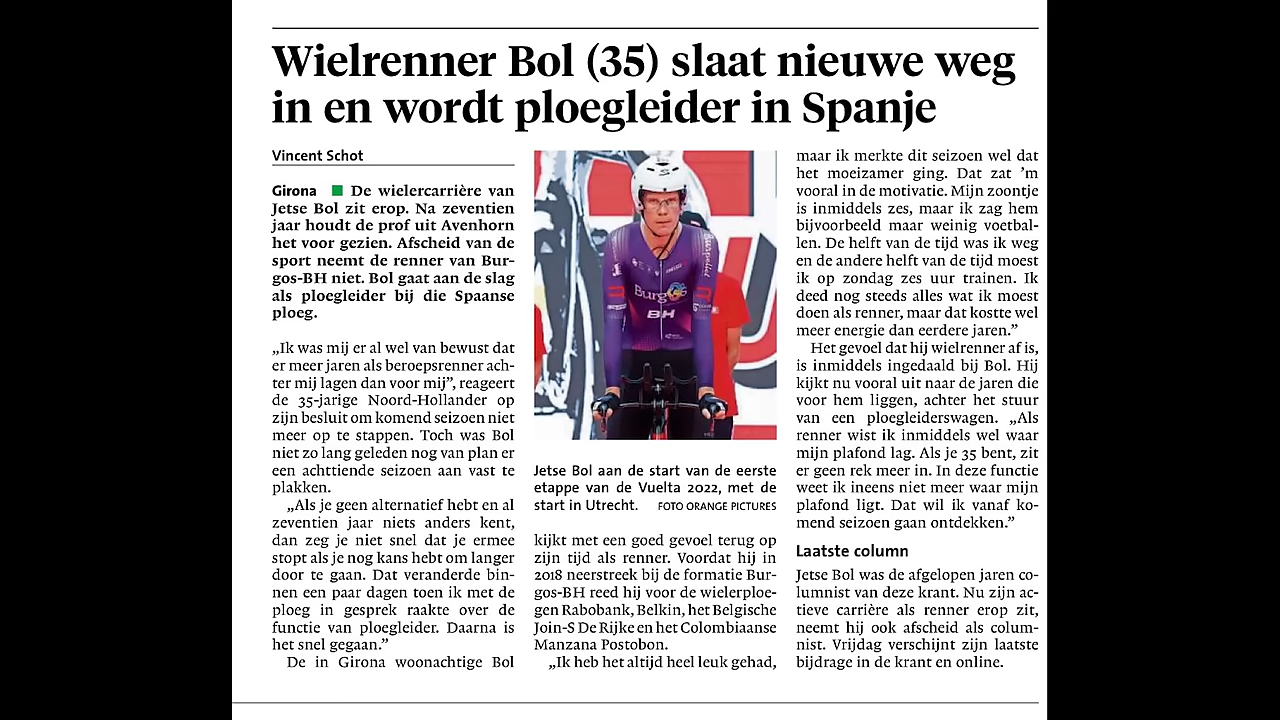 Wielrenner Bol (35) slaat nieuwe weg
in en wordt ploegleider in Spanje
Vincent Schot
Girona ■ De wielercarrière van
Jetse Bol zit erop. Na zeventien
jaar houdt de prof uit Avenhorn
het voor gezien. Afscheid van de
sport neemt de renner van Bur-
gos-BH niet. Bol gaat aan de slag
als ploegleider bij die Spaanse
ploeg.
„Ik was mij er al wel van bewust dat
er meer jaren als beroepsrenner ach-
ter mij lagen dan voor mij”, reageert
de 35-jarige Noord-Hollander op
zijn besluit om komend seizoen niet
meer op te stappen. Toch was Bol
niet zo lang geleden nog van plan er
een achttiende seizoen aan vast te
plakken.
„Als je geen alternatief hebt en al
zeventien jaar niets anders kent,
dan zeg je niet snel dat je ermee
stopt als je nog kans hebt om langer
door te gaan. Dat veranderde bin-
nen een paar dagen toen ik met de
ploeg in gesprek raakte over de
functie van ploegleider. Daarna is
het snel gegaan.”
De in Girona woonachtige Bol
Burgos
BH
Jetse Bol aan de start van de eerste
etappe van de Vuelta 2022, met de
start in Utrecht. FOTO ORANGE PICTURES
kijkt met een goed gevoel terug op
zijn tijd als renner. Voordat hij in
2018 neerstreek bij de formatie Bur-
gos-BH reed hij voor de wielerploe-
gen Rabobank, Belkin, het Belgische
Join-S De Rijke en het Colombiaanse
Manzana Postobon.
„Ik heb het altijd heel leuk gehad,
maar ik merkte dit seizoen wel dat
het moeizamer ging. Dat zat ’m
vooral in de motivatie. Mijn zoontje
is inmiddels zes, maar ik zag hem
bijvoorbeeld maar weinig voetbal-
len. De helft van de tijd was ik weg
en de andere helft van de tijd moest
ik op zondag zes uur trainen. Ik
deed nog steeds alles wat ik moest
doen als renner, maar dat kostte wel
meer energie dan eerdere jaren.”
Het gevoel dat hij wielrenner af is,
is inmiddels ingedaald bij Bol. Hij
kijkt nu vooral uit naar de jaren die
voor hem liggen, achter het stuur
van een ploegleiderswagen. „Als
renner wist ik inmiddels wel waar
mijn plafond lag. Als je 35 bent, zit
er geen rek meer in. In deze functie
weet ik ineens niet meer waar mijn
plafond ligt. Dat wil ik vanaf ko-
mend seizoen gaan ontdekken.”
Laatste column
Jetse Bol was de afgelopen jaren co-
lumnist van deze krant. Nu zijn ac-
tieve carrière als renner erop zit,
neemt hij ook afscheid als colum-
nist. Vrijdag verschijnt zijn laatste
bijdrage in de krant en online.